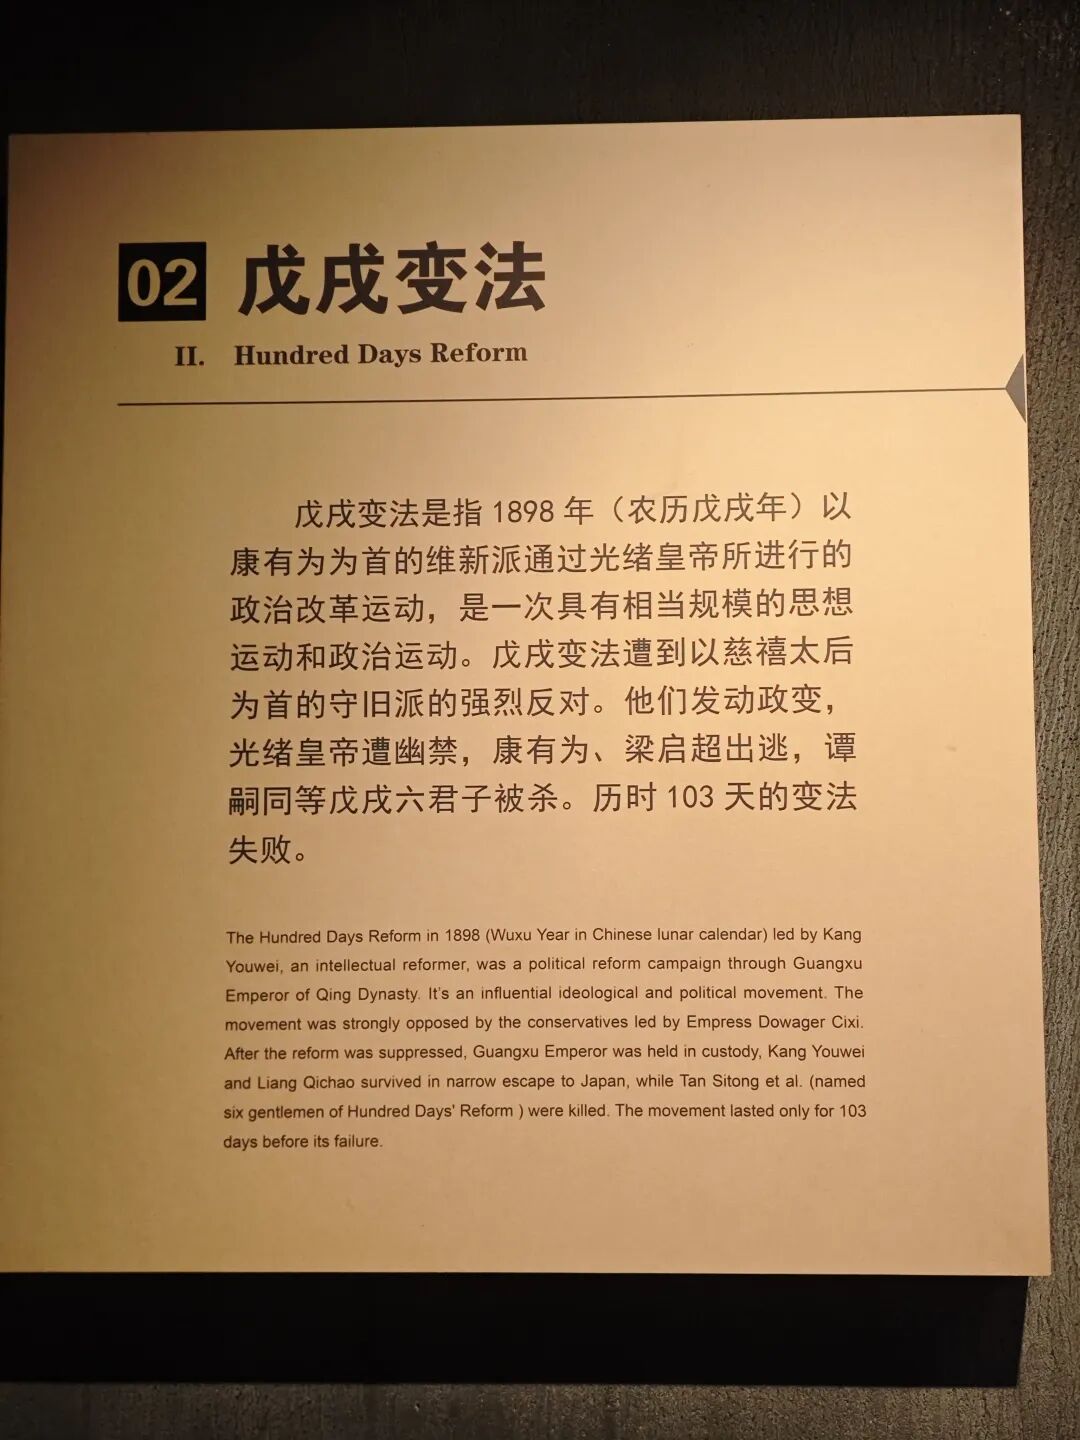 02 戊戌变法
II. Hundred Days Reform
戊戌变法是指1898年（农历戊戌年）以
康有为为首的维新派通过光绪皇帝所进行的
政治改革运动，是一次具有相当规模的思想
运动和政治运动。戊戌变法遭到以慈禧太后
为首的守旧派的强烈反对。他们发动政变，
光绪皇帝遭幽禁，康有为、梁启超出逃，谭
嗣同等戊戌六君子被杀。历时103天的变法
失败。
The Hundred Days Reform in 1898 (Wuxu Year in Chinese lunar calendar) led by Kang
Youwei, an intellectual reformer, was a political reform campaign through Guangxu
Emperor of Qing Dynasty. It's an influential ideological and political movement. The
movement was strongly opposed by the conservatives led by Empress Dowager Cixi.
After the reform was suppressed, Guangxu Emperor was held in custody, Kang Youwei
and Liang Qichao survived in narrow escape to Japan, while Tan Sitong et al. (named
six gentlemen of Hundred Days' Reform ) were killed. The movement lasted only for 103
days before its failure.